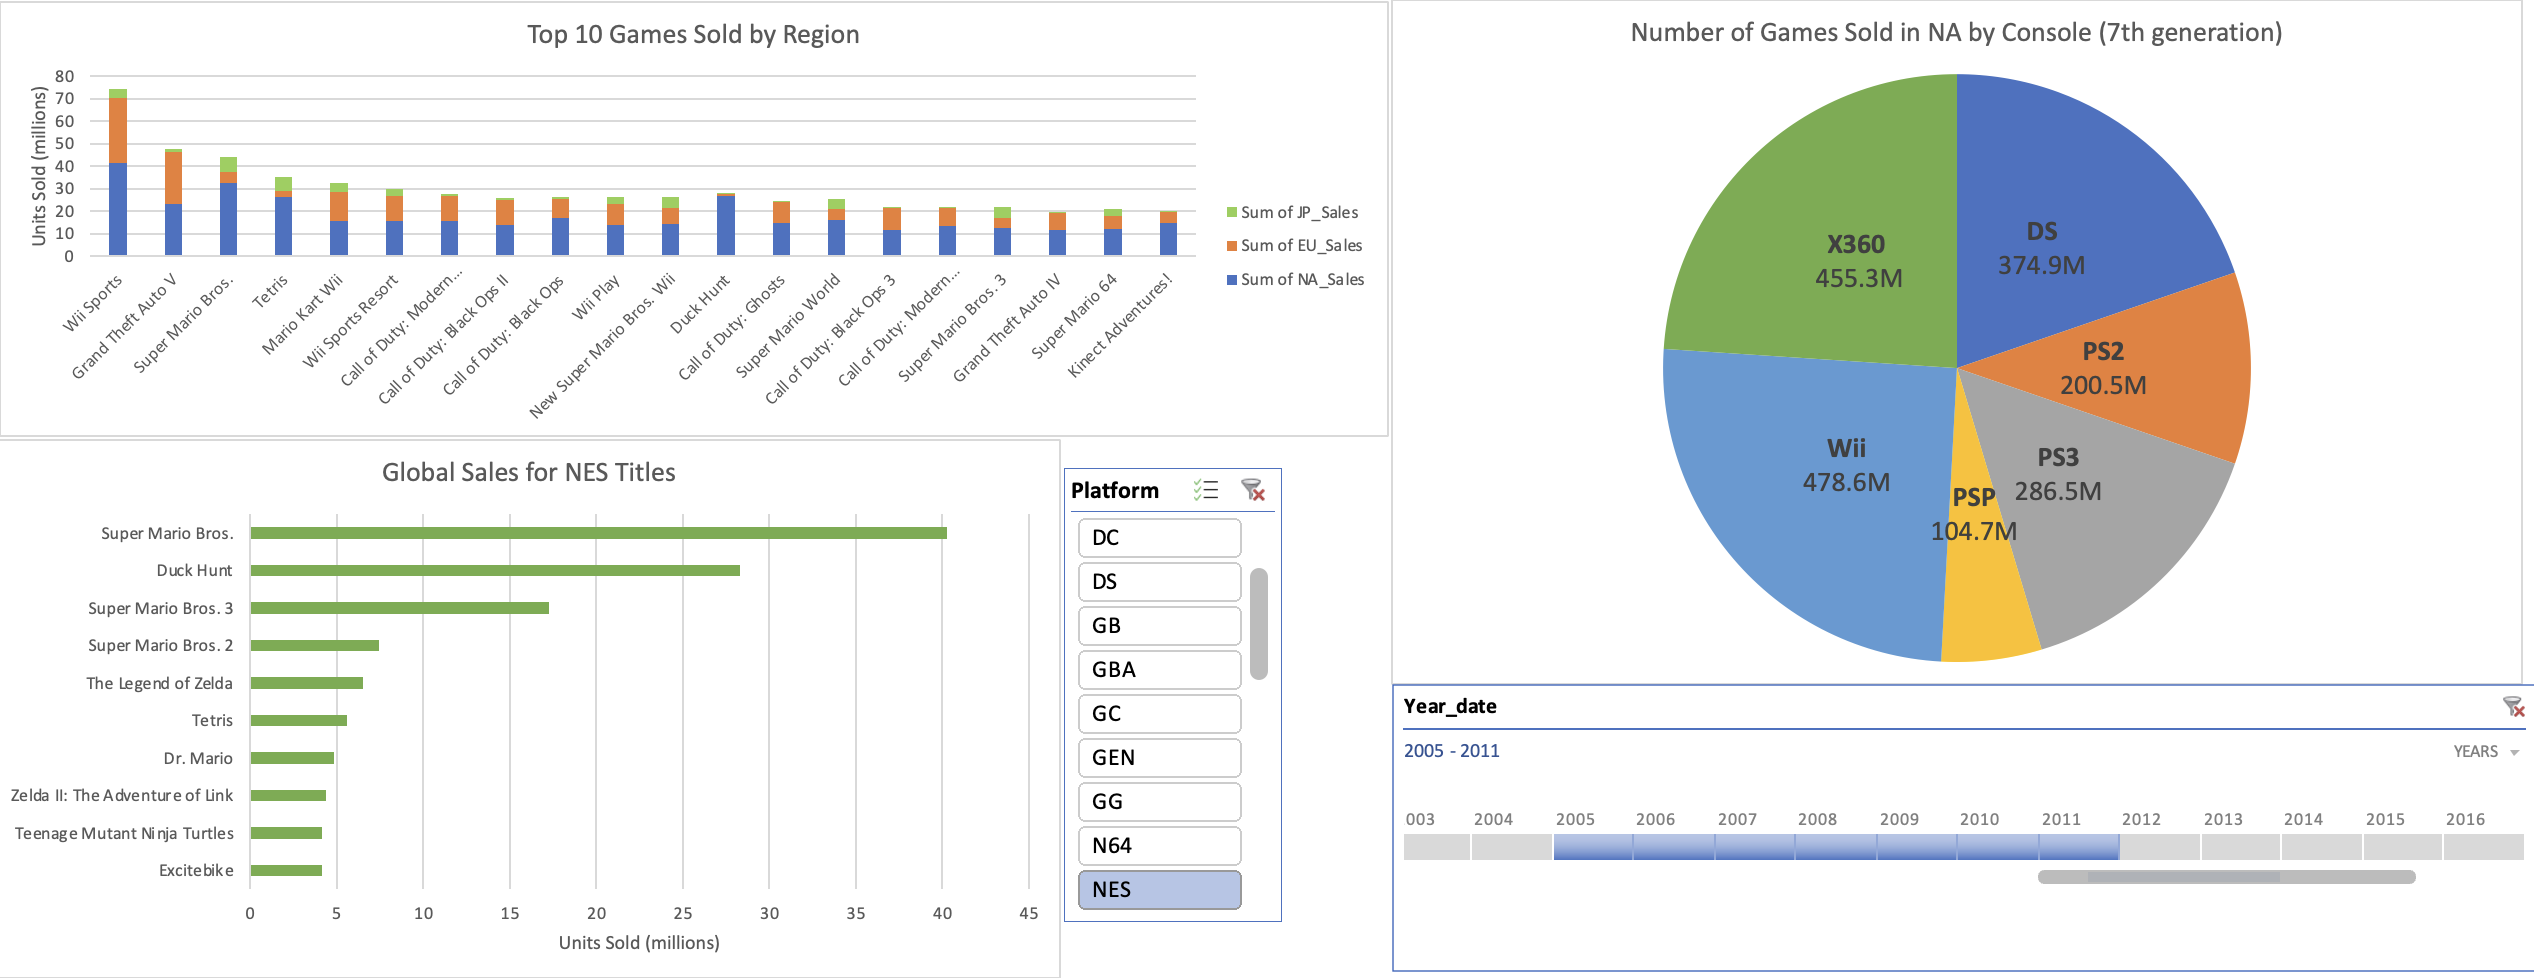 Top 10 Games Sold by Region
Units Sold (millions)
80
70
60
50
40
30
20
10
0
Wii Sports
Grand Theft Auto V
Super Mario Bros.
Tetris
Mario Kart Wii
Wii Sports Resort
Call of Duty: Modern...
Call of Duty: Black Ops II
Call of Duty: Black Ops
Wii Play
New Super Mario Bros. Wii
Duck Hunt
Call of Duty: Ghosts
Super Mario World
Call of Duty: Black Ops 3
Call of Duty: Modern...
Super Mario Bros. 3
Grand Theft Auto IV
Super Mario 64
Kinect Adventures!
Sum of JP_Sales
Sum of EU_Sales
Sum of NA_Sales
Number of Games Sold in NA by Console (7th generation)
X360
455.3M
DS
374.9M
PS2
200.5M
PS3
286.5M
PSP
104.7M
Wii
478.6M
Global Sales for NES Titles
Super Mario Bros.
Duck Hunt
Super Mario Bros. 3
Super Mario Bros. 2
The Legend of Zelda
Tetris
Dr. Mario
Zelda II: The Adventure of Link
Teenage Mutant Ninja Turtles
Excitebike
0 5 10 15 20 25 30 35 40 45
Units Sold (millions)
Platform
DC
DS
GB
GBA
GC
GEN
GG
N64
NES
Year_date
2005 - 2011
YEARS
003 2004 2005 2006 2007 2008 2009 2010 2011 2012 2013 2014 2015 2016